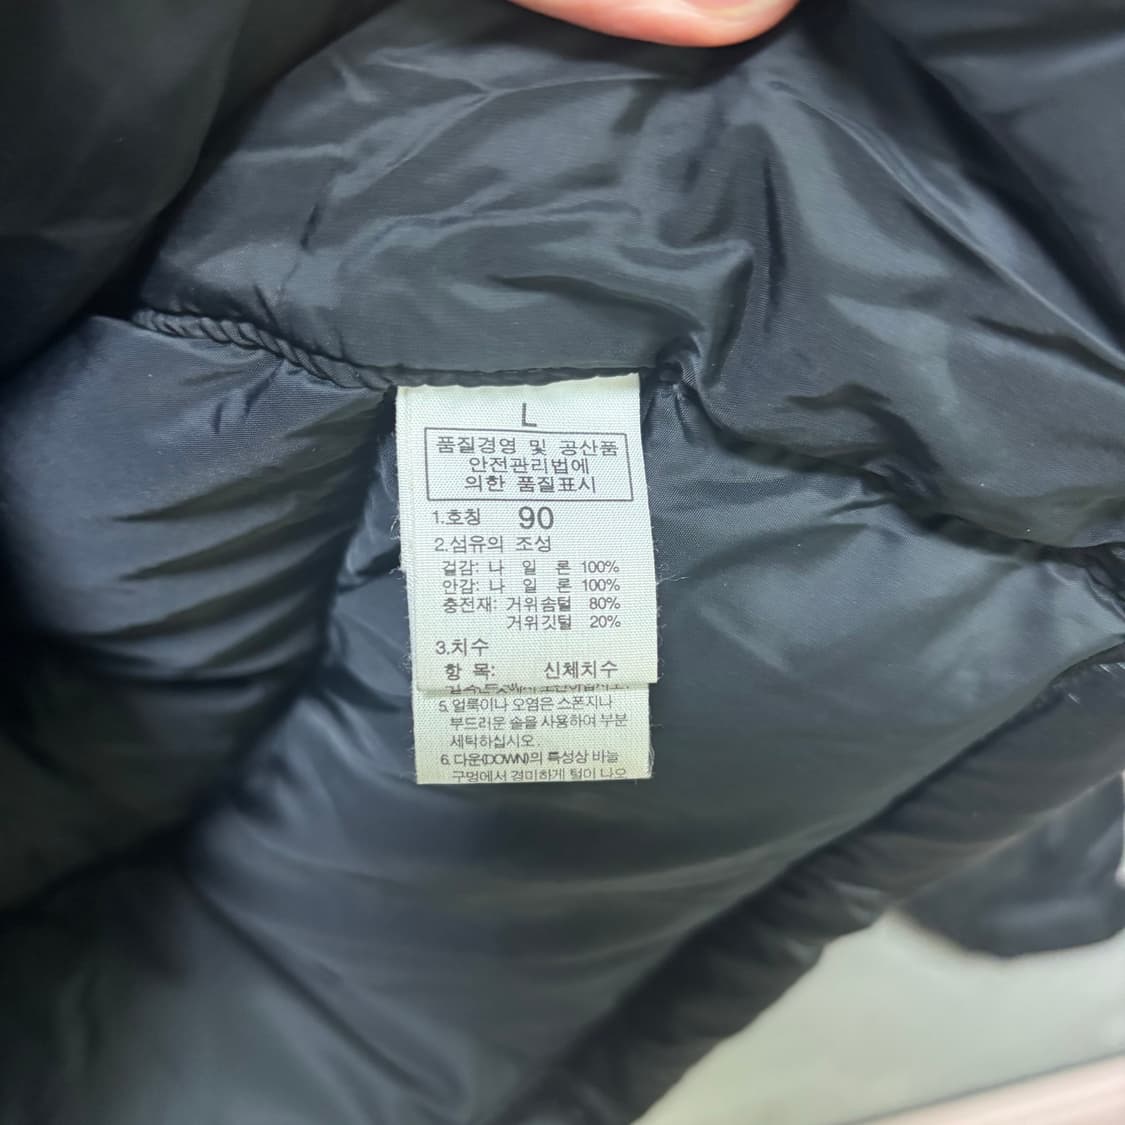 L
품질경영 및 공산품
안전관리법에
의한 품질표시
1.호칭 90
2.섬유의 조성
겉감: 나 일 론 100%
안감: 나 일 론 100%
충전재: 거위솜털 80%
거위깃털 20%
3.치수
항 목: 신체치수
5. 얼룩이나 오염은 스폰지나
부드러운 솔을 사용하여 부분
세탁하십시오.
6. 다운(DOWN)의 특성상 바늘
구멍에서 경미하게 털이 나오